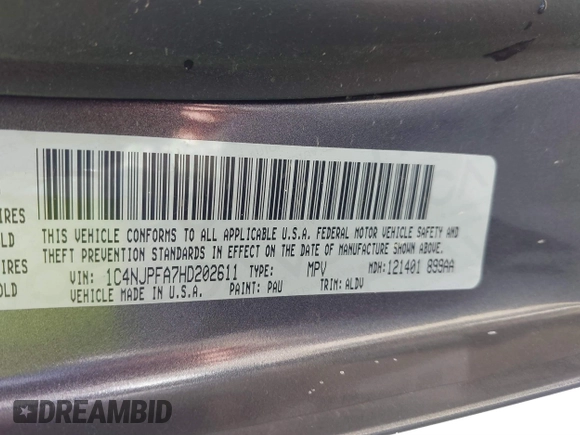 IRES
LD
IRES
OLD
THIS VEHICLE CONFORMS TO ALL APPLICABLE U.S.A. FEDERAL MOTOR VEHICLE SAFETY AND
THEFT PREVENTION STANDARDS IN EFFECT ON THE DATE OF MANUFACTURE SHOWN ABOVE.
VIN: 1C4NJPFA7HD202611 TYPE: MPV MDH:121401 899AA
VEHICLE MADE IN U.S.A. PAINT: PAU TRIM: ALDV
DREAMBID